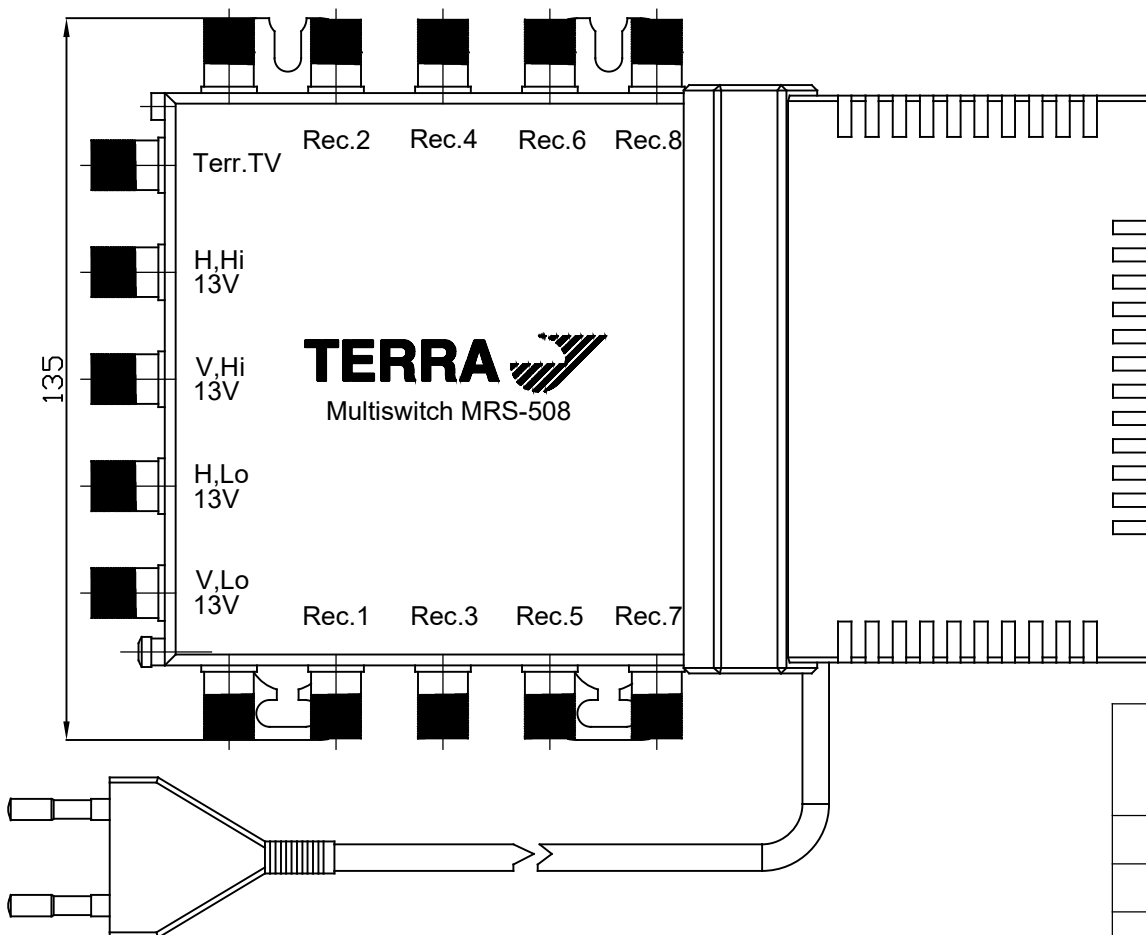 Rec.2 Rec.4 Rec.6 Rec.8
Terr.TV
H,Hi
13V
V,Hi
13V
135
TERRA
Multiswitch MRS-508
H,Lo
13V
V,Lo
13V
Rec.1 Rec.3 Rec.5 Rec.7